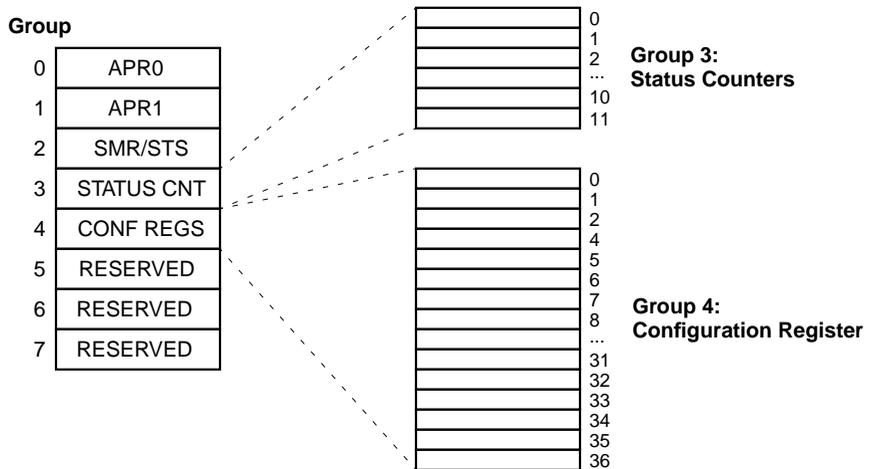 Group
0 APR0
1 APR1
2 SMR/STS
3 STATUS CNT
4 CONF REGS
5 RESERVED
6 RESERVED
7 RESERVED
0
1
2
...
10
11
Group 3:
Status Counters
0
1
2
4
5
6
7
8
...
31
32
33
34
35
36
Group 4:
Configuration Register